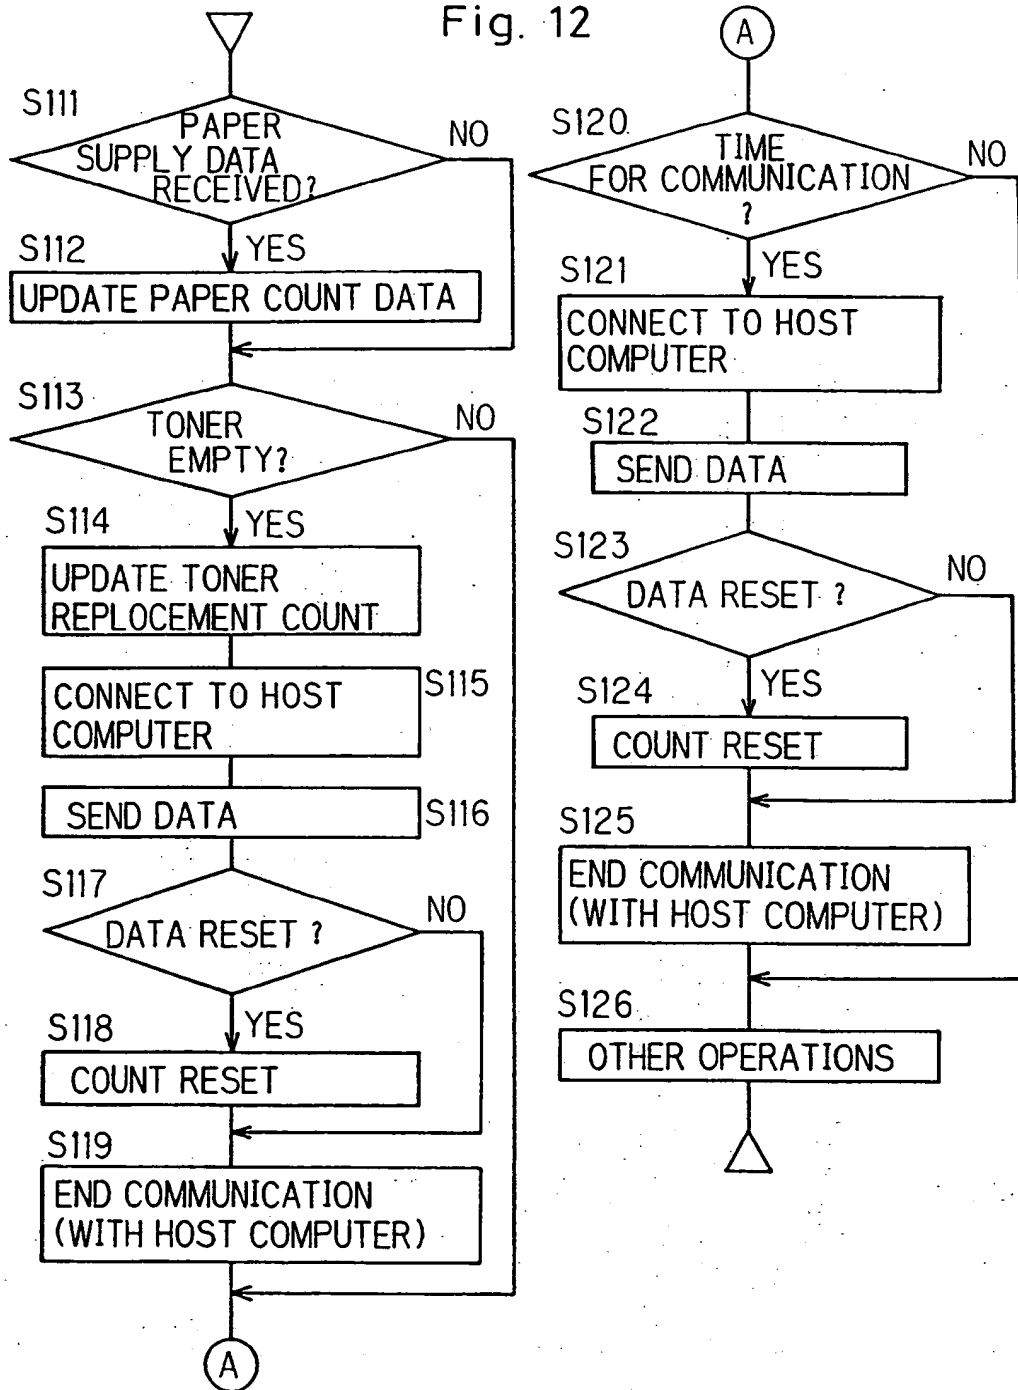 Fig. 12
S111
PAPER
SUPPLY DATA
RECEIVED?
NO
YES
S112
UPDATE PAPER COUNT DATA
S113
TONER
EMPTY?
NO
YES
S114
UPDATE TONER
REPLOCEMENT COUNT
CONNECT TO HOST
COMPUTER
S115
SEND DATA
S116
S117
DATA RESET ?
NO
YES
S118
COUNT RESET
S119
END COMMUNICATION
(WITH HOST COMPUTER)
A
A
S120
TIME
FOR COMMUNICATION
?
NO
YES
S121
CONNECT TO HOST
COMPUTER
S122
SEND DATA
S123
DATA RESET ?
NO
YES
S124
COUNT RESET
S125
END COMMUNICATION
(WITH HOST COMPUTER)
S126
OTHER OPERATIONS